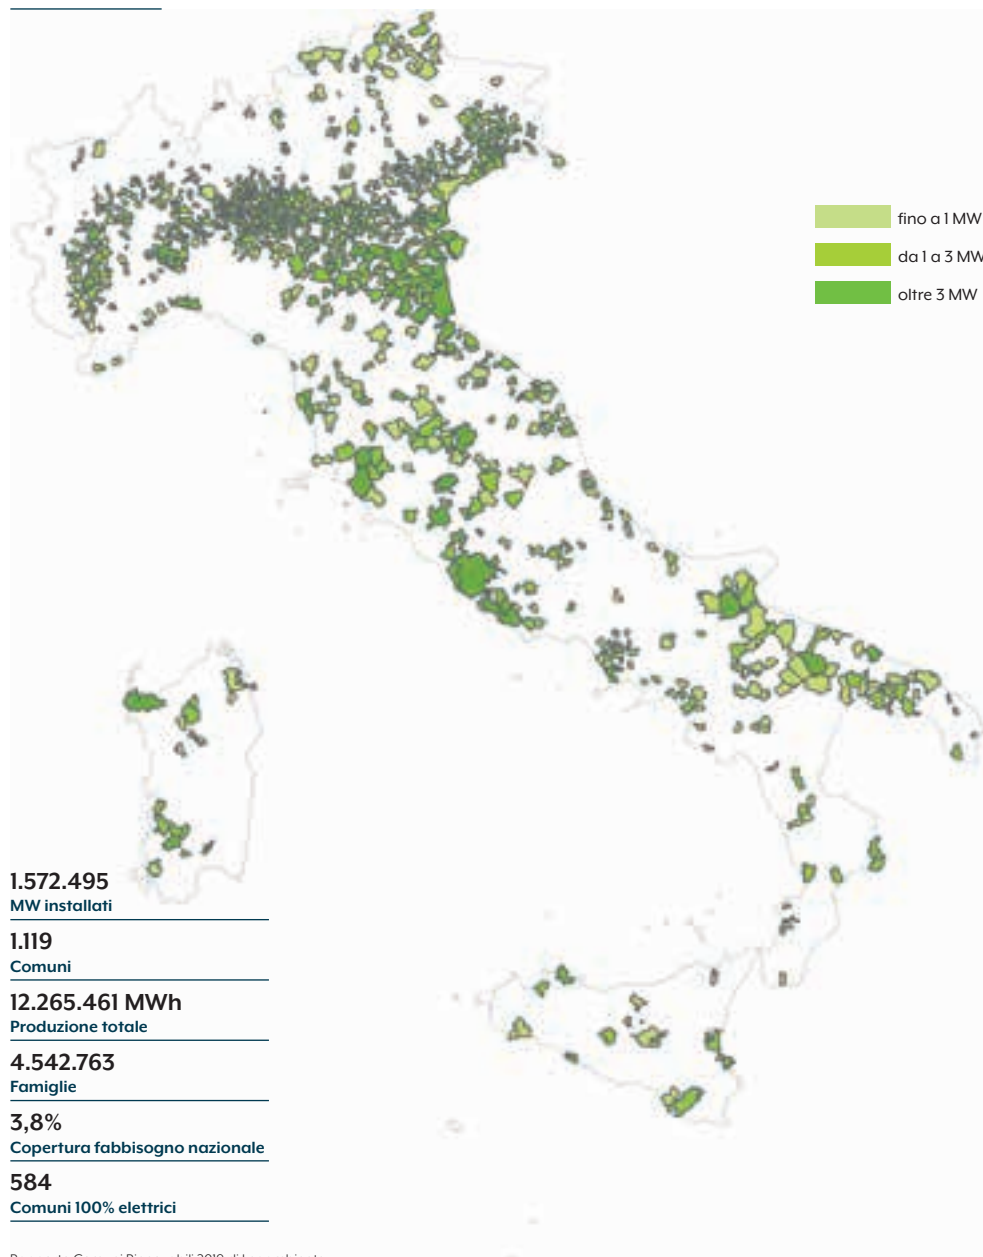 fino a 1 MW
da 1 a 3 MW
oltre 3 MW
1.572.495
MW installati
1.119
Comuni
12.265.461 MWh
Produzione totale
4.542.763
Famiglie
3,8%
Copertura fabbisogno nazionale
584
Comuni 100% elettrici